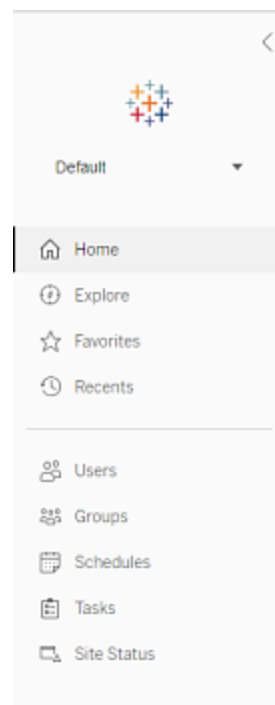 Default
Home
Explore
Favorites
Recents
Users
Groups
Schedules
Tasks
Site Status